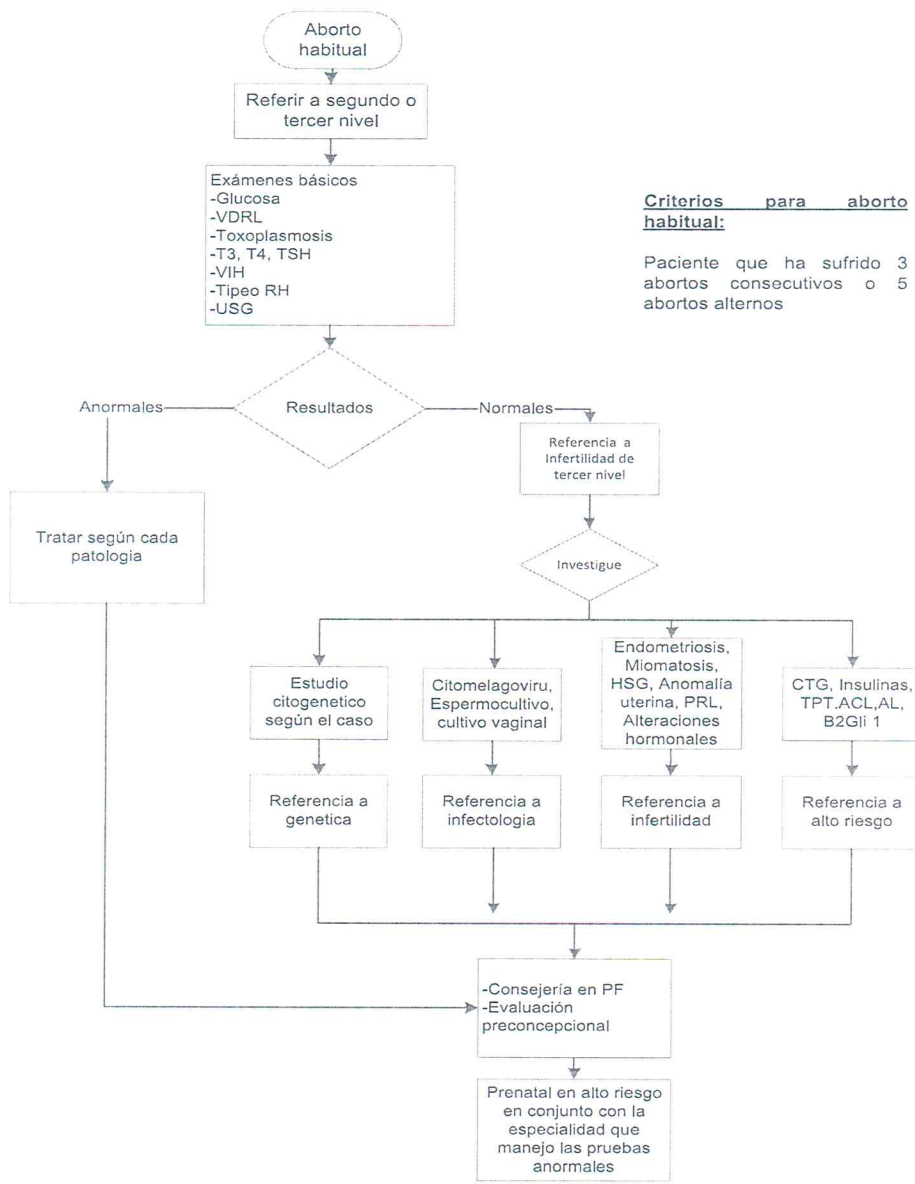 Aborto
habitual
Referir a segundo o
tercer nivel
Exámenes básicos
-Glucosa
-VDRL
-Toxoplasmosis
-T3, T4, TSH
-VIH
-Tipeo RH
-USG
Criterios para aborto
habitual:
Paciente que ha sufrido 3
abortos consecutivos o 5
abortos alternos
Anormales
Resultados
Normales
Referencia a
Infertilidad de
tercer nivel
Tratar según cada
patologia
Investigue
Estudio
citogenetico
según el caso
Citomelagoviru,
Espermocultivo,
cultivo vaginal
Endometriosis,
Miomatosis,
HSG, Anomalía
uterina, PRL,
Alteraciones
hormonales
CTG, Insulinas,
TPT.ACL,AL,
B2Gli 1
Referencia a
genetica
Referencia a
infectologia
Referencia a
infertilidad
Referencia a
alto riesgo
-Consejería en PF
-Evaluación
preconcepcional
Prenatal en alto riesgo
en conjunto con la
especialidad que
manejo las pruebas
anormales